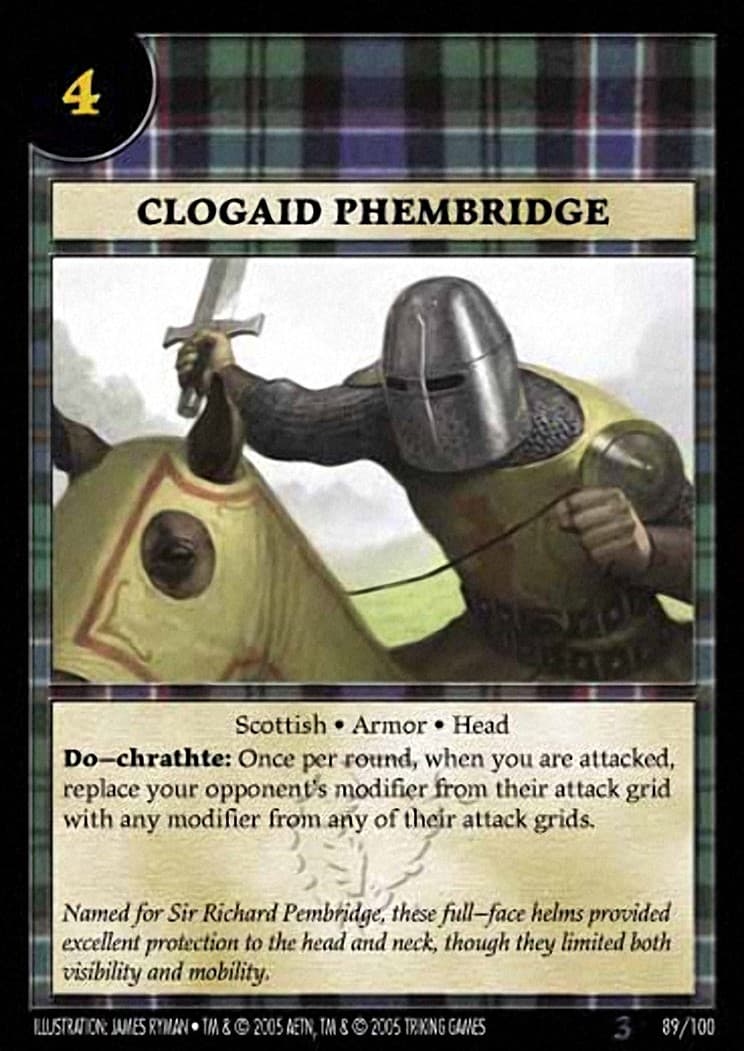 4
CLOGAID PHEMBRIDGE
Scottish • Armor • Head
Do–chrathte: Once per round, when you are attacked,
replace your opponent's modifier from their attack grid
with any modifier from any of their attack grids.
Named for Sir Richard Pembridge, these full–face helms provided
excellent protection to the head and neck, though they limited both
visibility and mobility.
ILLUSTRATION: JAMES RYMAN • TM & © 2005 AETN, TM & © 2005 TRIKING GAMES 3 89/100